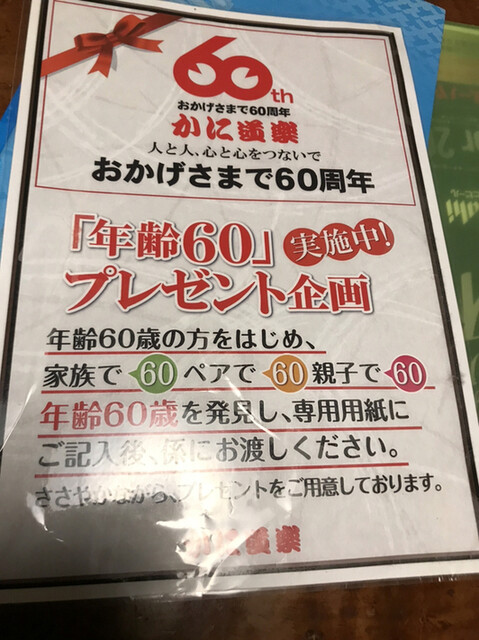 60th
おかげさまで60周年
かに道楽
人と人、心と心をつないで
おかげさまで60周年
「年齢60」実施中!
プレゼント企画
年齢60歳の方をはじめ、
家族で60ペアで60親子で60
年齢60歳を発見し、専用用紙に
ご記入後、係にお渡しください。
ささやかながら、プレゼントをご用意しております。
かに道楽